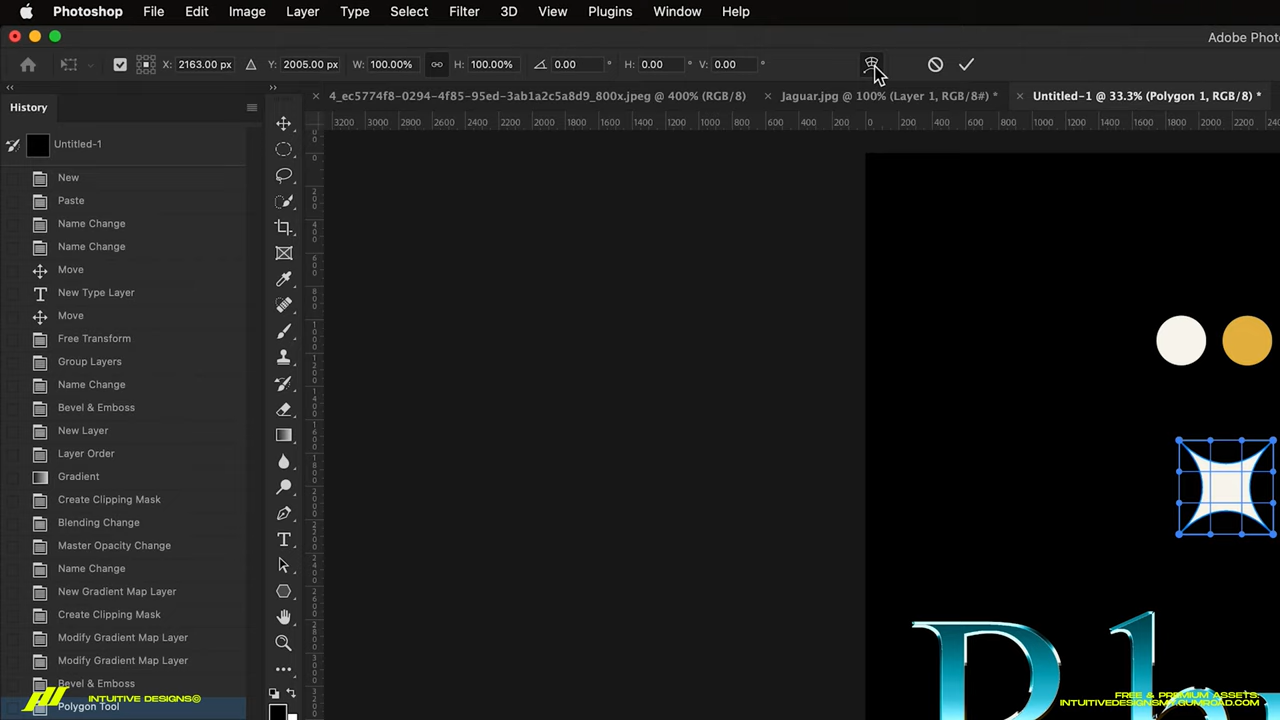 Photoshop File Edit Image Layer Type Select Filter 3D View Plugins Window Help
Adobe Phot
X: 2163.00 px Y: 2005.00 px W: 100.00% H: 100.00% 0.00 ° H: 0.00 ° V: 0.00 °
4_ec5774f8-0294-4f85-95ed-3ab1a2c5a8d9_800x.jpeg @ 400% (RGB/8) Jaguar.jpg @ 100% (Layer 1, RGB/8#) * Untitled-1 @ 33.3% (Polygon 1, RGB/8) *
History
3200 3000 2800 2600 2400 2200 2000 1800 1600 1400 1200 1000 800 600 400 200 0 200 400 600 800 1000 1200 1400 1600 1800 2000 2200 240
Untitled-1
New
Paste
Name Change
Name Change
Move
New Type Layer
Move
Free Transform
Group Layers
Name Change
Bevel & Emboss
New Layer
Layer Order
Gradient
Create Clipping Mask
Blending Change
Master Opacity Change
Name Change
New Gradient Map Layer
Create Clipping Mask
Modify Gradient Map Layer
Modify Gradient Map Layer
Bevel & Emboss
Polygon Tool
INTUITIVE DESIGNS©
FREE & PREMIUM ASSETS:
INTUITIVEDESIGNSMD.GUMROAD.COM